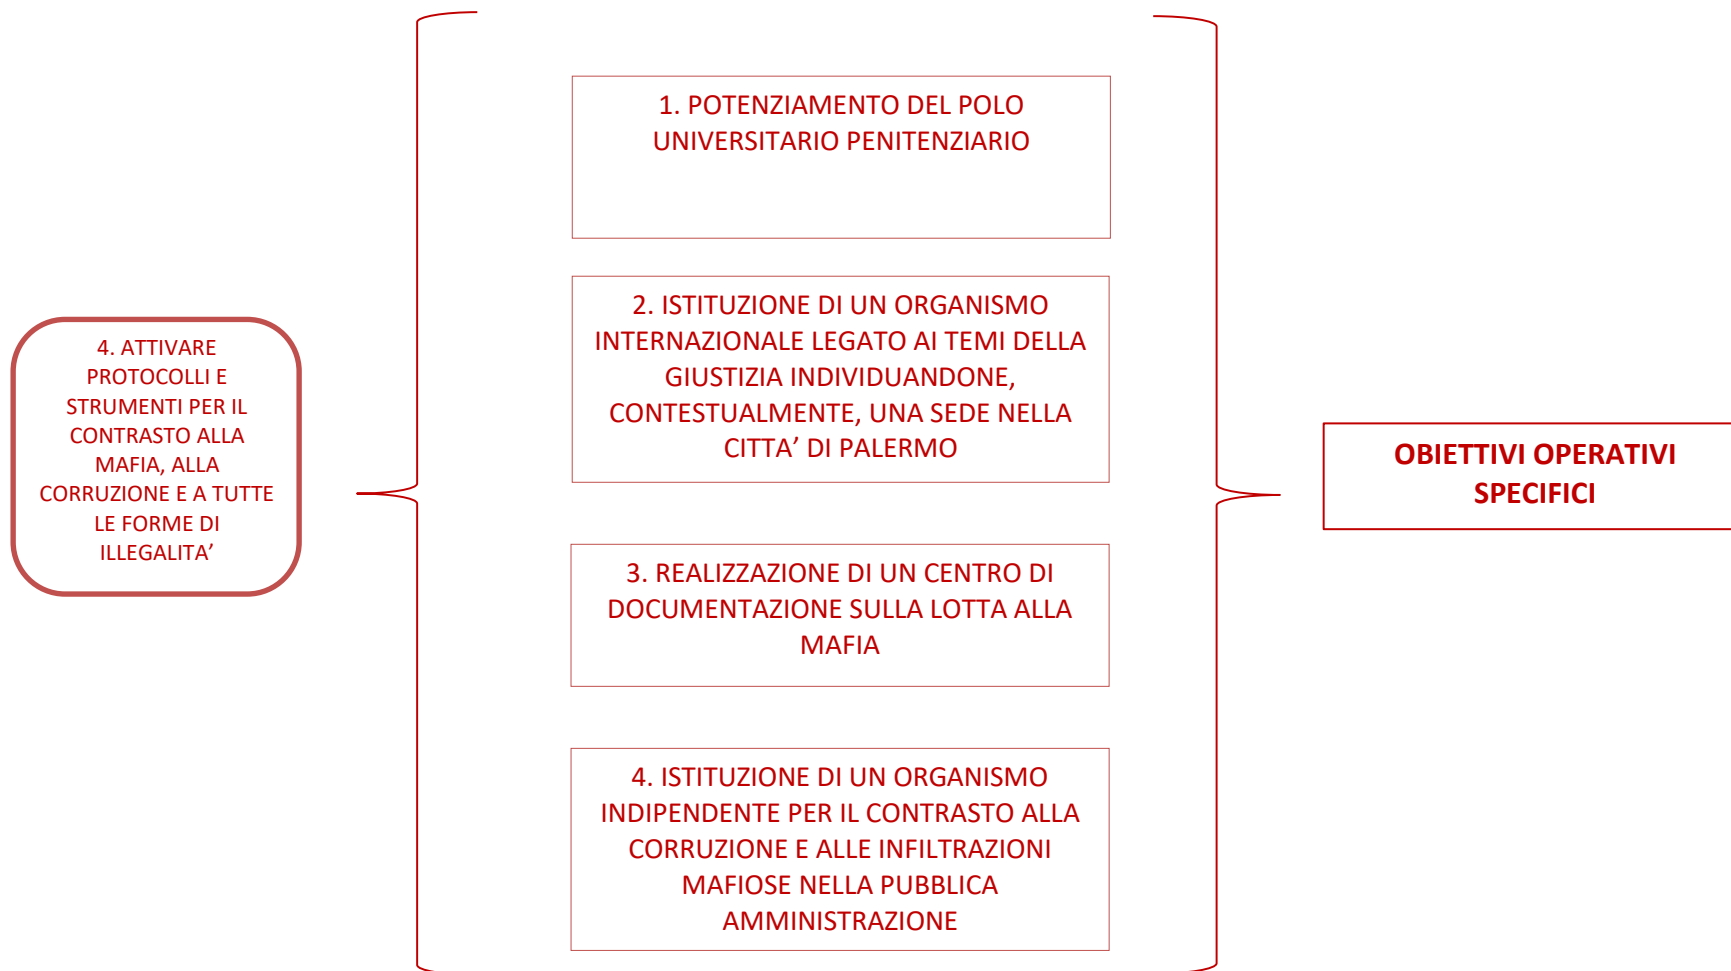 4. ATTIVARE
PROTOCOLLI E
STRUMENTI PER IL
CONTRASTO ALLA
MAFIA, ALLA
CORRUZIONE E A TUTTE
LE FORME DI
ILLEGALITA’
1. POTENZIAMENTO DEL POLO
UNIVERSITARIO PENITENZIARIO
2. ISTITUZIONE DI UN ORGANISMO
INTERNAZIONALE LEGATO AI TEMI DELLA
GIUSTIZIA INDIVIDUANDONE,
CONTESTUALMENTE, UNA SEDE NELLA
CITTA’ DI PALERMO
3. REALIZZAZIONE DI UN CENTRO DI
DOCUMENTAZIONE SULLA LOTTA ALLA
MAFIA
4. ISTITUZIONE DI UN ORGANISMO
INDIPENDENTE PER IL CONTRASTO ALLA
CORRUZIONE E ALLE INFILTRAZIONI
MAFIOSE NELLA PUBBLICA
AMMINISTRAZIONE
OBIETTIVI OPERATIVI
SPECIFICI